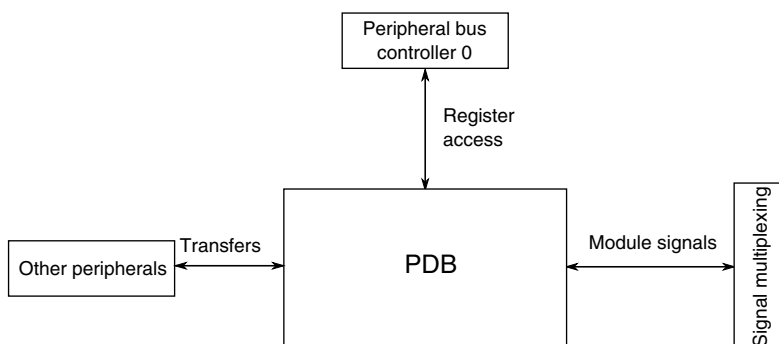 Peripheral bus
controller 0
Register
access
Signal multiplexing
Transfers
Module signals
PDB
Other peripherals